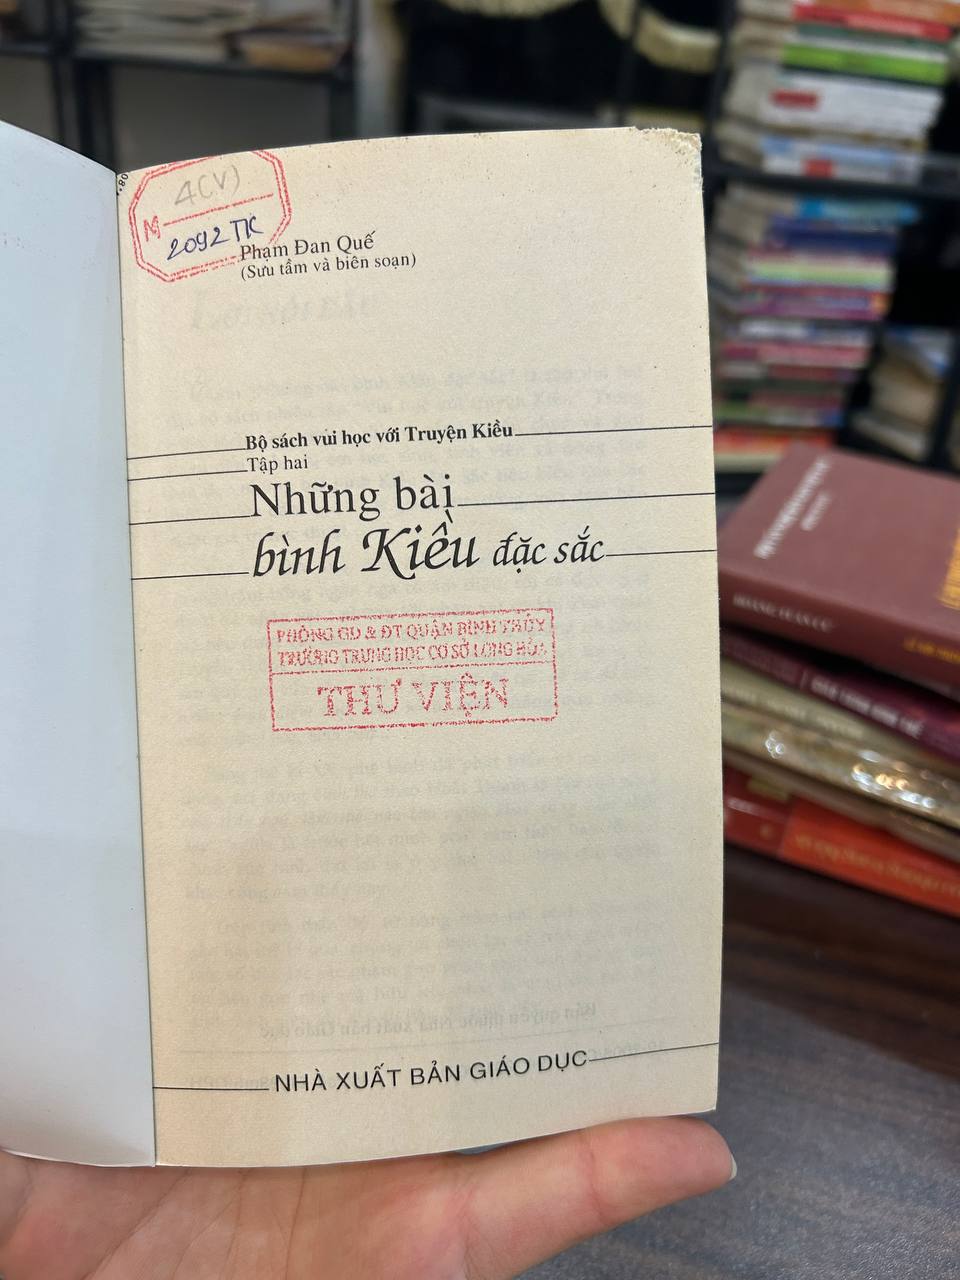 4(V)
M
2092 TK
Phạm Đan Quế
(Sưu tầm và biên soạn)
Bộ sách vui học với Truyện Kiều
Tập hai
Những bài
bình Kiều đặc sắc
PHÒNG GD & ĐT QUẬN BÌNH THỦY
TRƯỜNG TRUNG HỌC CƠ SỞ LONG HÒA
THƯ VIỆN
NHÀ XUẤT BẢN GIÁO DỤC